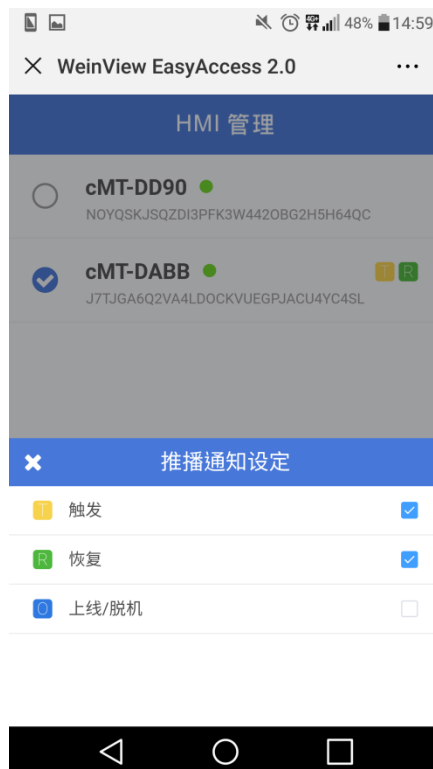 48% 14:59
WeinView EasyAccess 2.0
HMI 管理
cMT-DD90
NOYQSKJSQZDI3PFK3W442OBG2H5H64QC
cMT-DABB T R
J7TJGA6Q2VA4LDOCKVUEGPJACU4YC4SL
推播通知设定
T 触发
R 恢复
O 上线/脱机